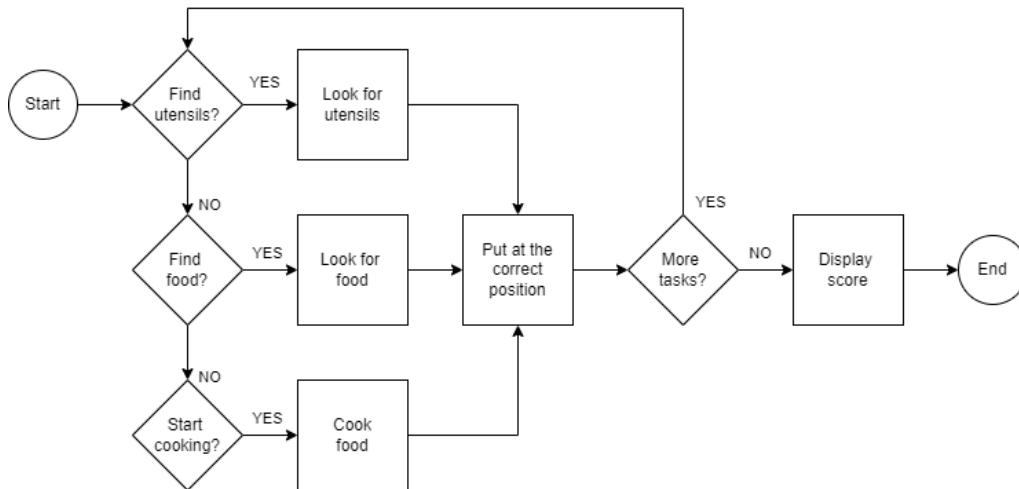 Start
Find
utensils?
YES
Look for
utensils
NO
Find
food?
YES
Look for
food
Put at the
correct
position
YES
More
tasks?
NO
Display
score
End
NO
Start
cooking?
YES
Cook
food